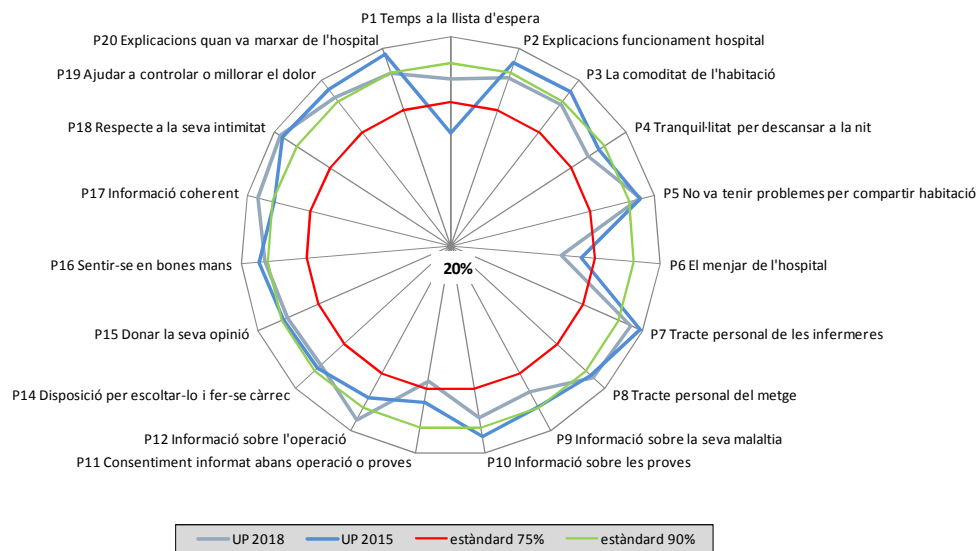 P1 Temps a la llista d'espera
P2 Explicacions funcionament hospital
P3 La comoditat de l'habitació
P4 Tranquil·litat per descansar a la nit
P5 No va tenir problemes per compartir habitació
P6 El menjar de l'hospital
P7 Tracte personal de les infermeres
P8 Tracte personal del metge
P9 Informació sobre la seva malaltia
P10 Informació sobre les proves
P11 Consentiment informat abans operació o proves
P12 Informació sobre l'operació
P14 Disposició per escoltar-lo i fer-se càrrec
P15 Donar la seva opinió
P16 Sentir-se en bones mans
P17 Informació coherent
P18 Respecte a la seva intimitat
P19 Ajudar a controlar o millorar el dolor
P20 Explicacions quan va marxar de l'hospital
20%
UP 2018
UP 2015
estàndard 75%
estàndard 90%